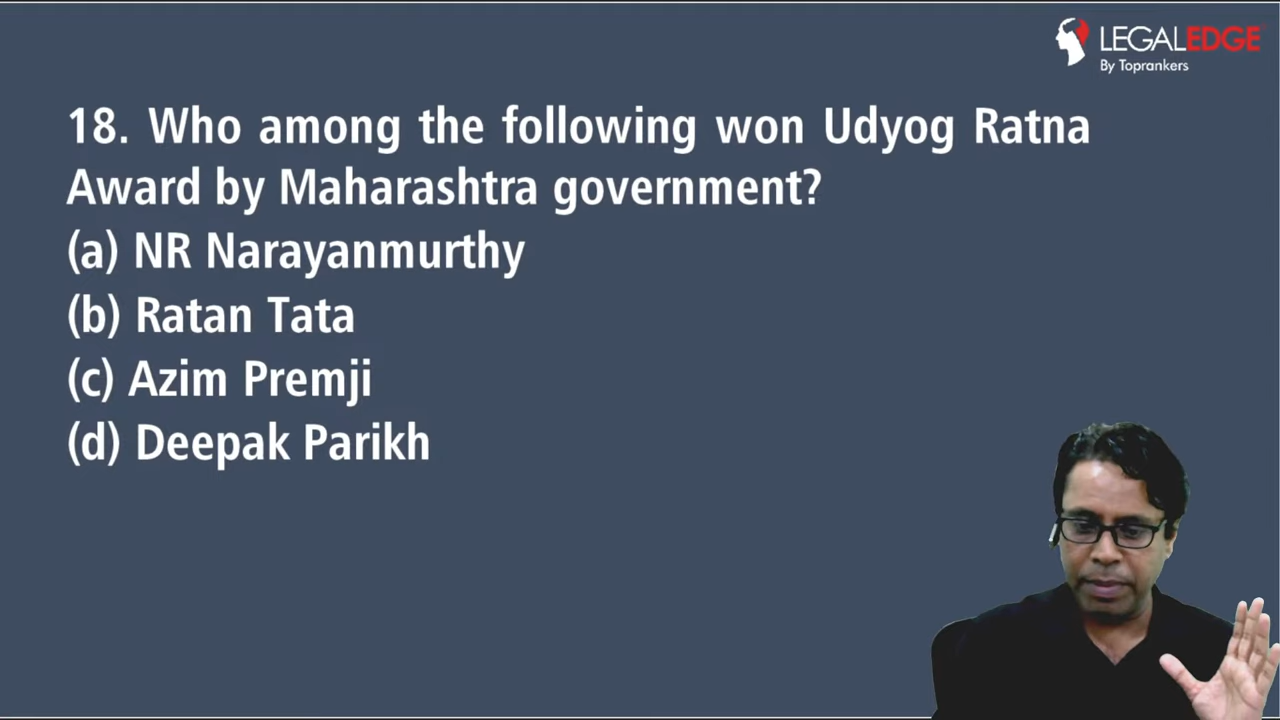 LEGALEDGE
By Toprankers
18. Who among the following won Udyog Ratna
Award by Maharashtra government?
(a) NR Narayanmurthy
(b) Ratan Tata
(c) Azim Premji
(d) Deepak Parikh